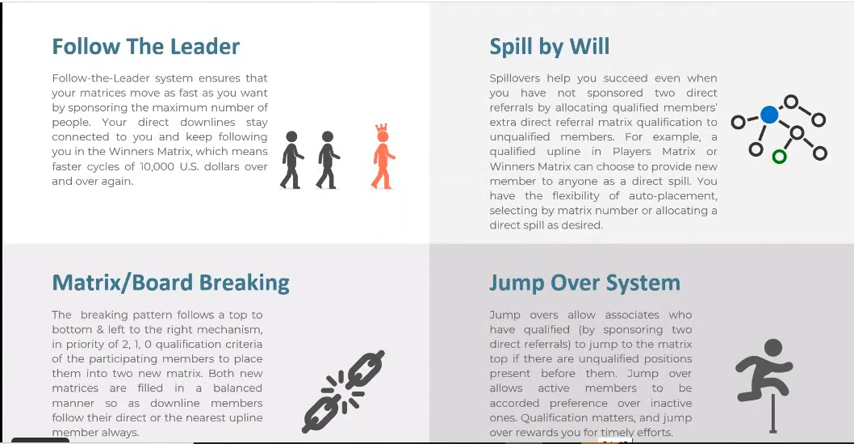 Follow The Leader
Follow-the-Leader system ensures that
your matrices move as fast as you want
by sponsoring the maximum number of
people. Your direct downlines stay
connected to you and keep following
you in the Winners Matrix, which means
faster cycles of 10,000 U.S. dollars over
and over again.
Spill by Will
Spillovers help you succeed even when
you have not sponsored two direct
referrals by allocating qualified members'
extra direct referral matrix qualification to
unqualified members. For example, a
qualified upline in Players Matrix or
Winners Matrix can choose to provide new
member to anyone as a direct spill. You
have the flexibility of auto-placement,
selecting by matrix number or allocating a
direct spill as desired.
Matrix/Board Breaking
The breaking pattern follows a top to
bottom & left to the right mechanism,
in priority of 2, 1, 0 qualification criteria
of the participating members to place
them into two new matrix. Both new
matrices are filled in a balanced
manner so as downline members
follow their direct or the nearest upline
member always.
Jump Over System
Jump overs allow associates who
have qualified (by sponsoring two
direct referrals) to jump to the matrix
top if there are unqualified positions
present before them. Jump over
allows active members to be
accorded preference over inactive
ones. Qualification matters, and jump
over rewards you for timely efforts.